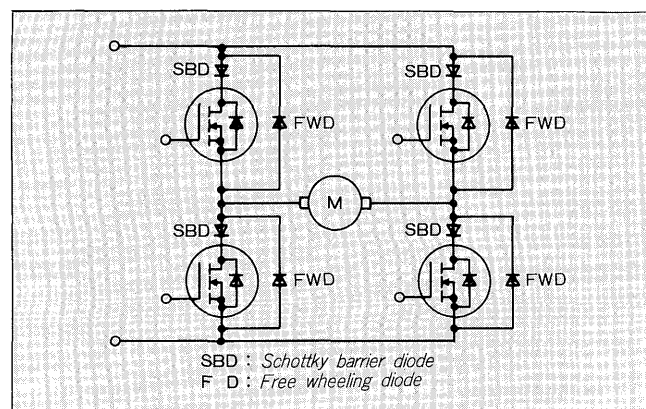 SBD
SBD
FWD
FWD
M
SBD
SBD
FWD
FWD
SBD : Schottky barrier diode
F D : Free wheeling diode